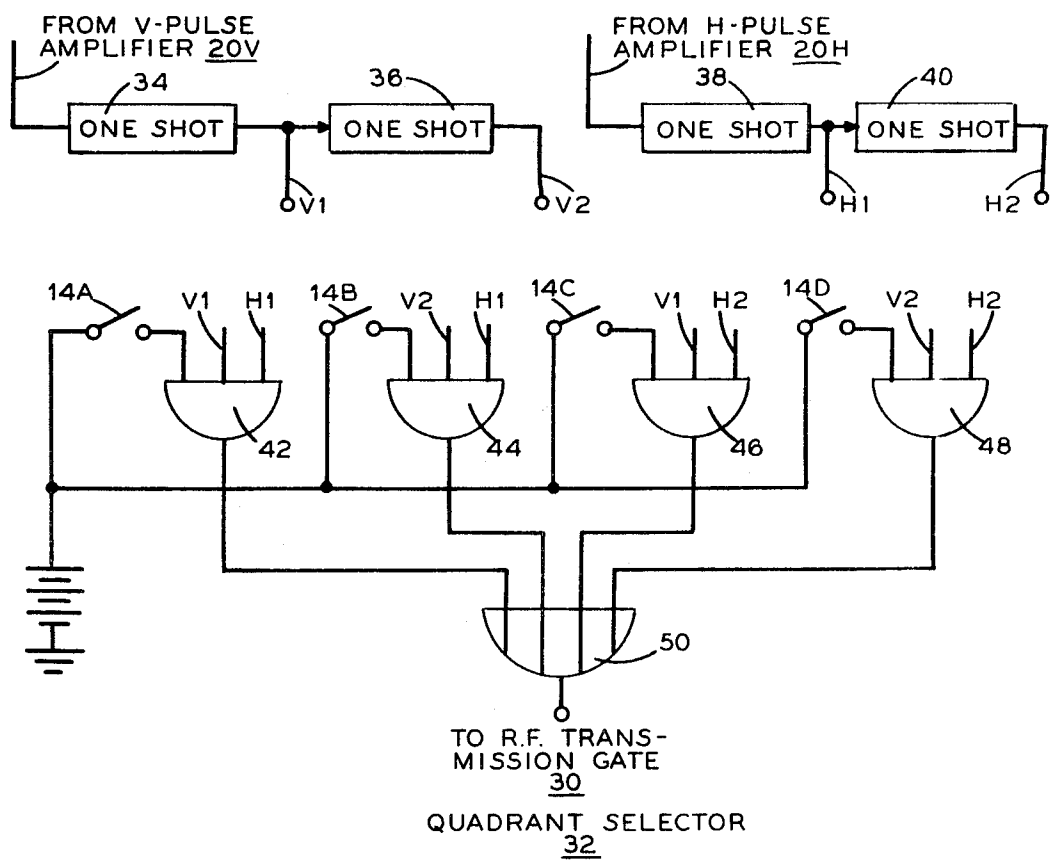 FROM V-PULSE
AMPLIFIER 20V
FROM H-PULSE
AMPLIFIER 20H
34
36
38
40
ONE SHOT
ONE SHOT
ONE SHOT
ONE SHOT
V1
V2
H1
H2
14A
V1
H1
14B
V2
H1
14C
V1
H2
14D
V2
H2
42
44
46
48
50
TO R.F. TRANS-
MISSION GATE
30
QUADRANT SELECTOR
32